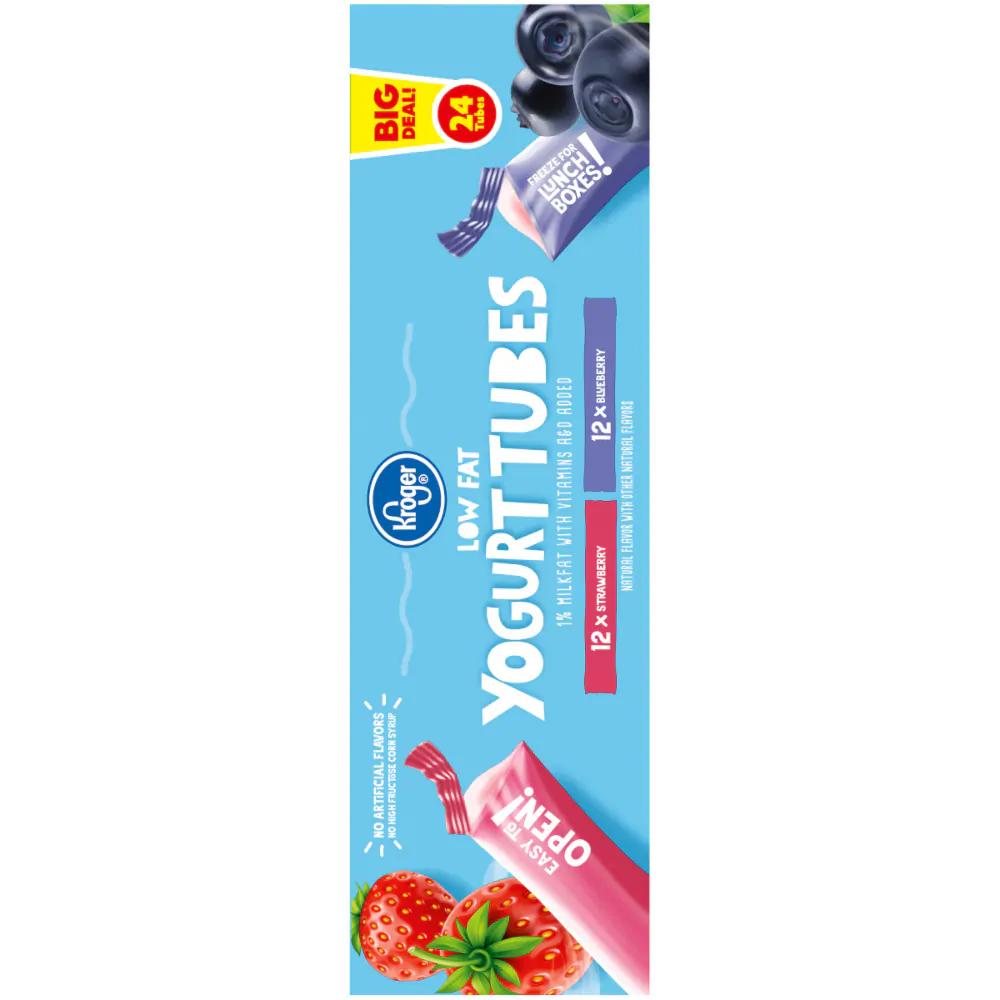 NO ARTIFICIAL FLAVORS
NO HIGH FRUCTOSE CORN SYRUP
Kroger®
BIG
DEAL!
24
Tubes
LOW FAT
YOGURT TUBES
1% MILKFAT WITH VITAMINS A&D ADDED
12 X STRAWBERRY
12 X BLUEBERRY
NATURAL FLAVOR WITH OTHER NATURAL FLAVORS
EASY TO
OPEN!
FREEZE FOR
LUNCH
BOXES!